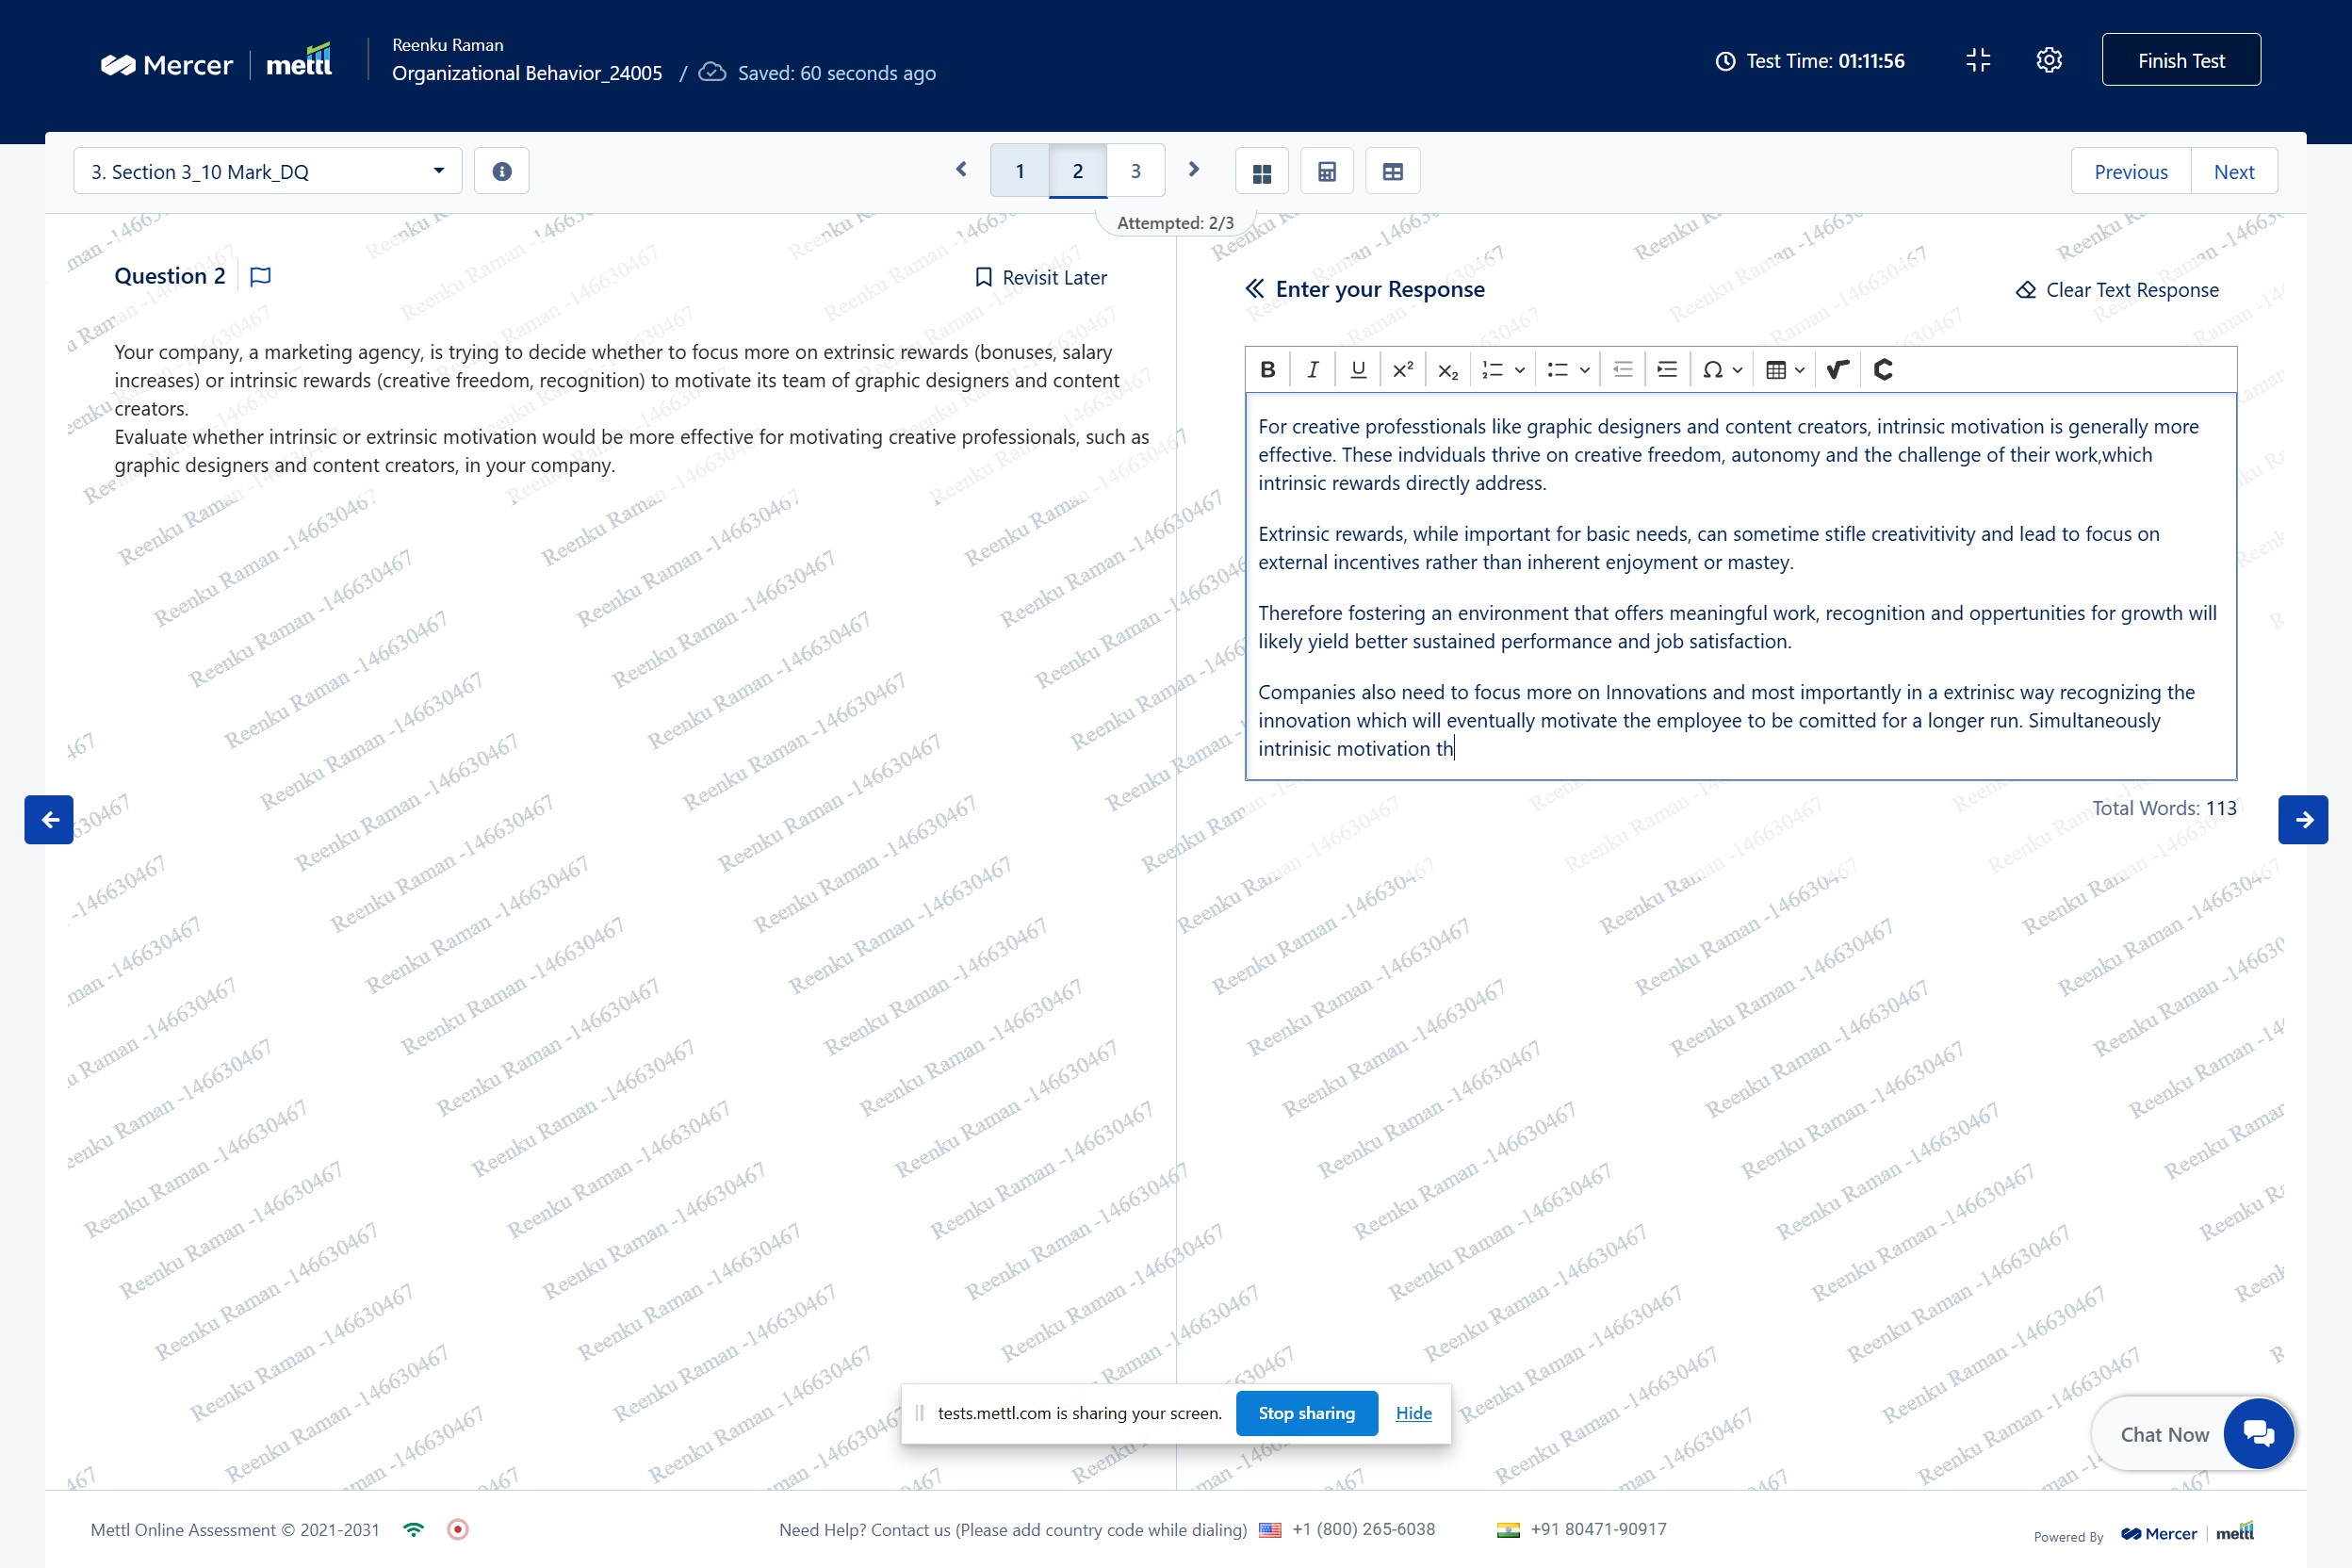 Mercer | mettl
Reenku Raman
Organizational Behavior_24005 / Saved: 60 seconds ago
Test Time: 01:11:56
Finish Test
3. Section 3_10 Mark_DQ
1 2 3
Previous Next
Attempted: 2/3
Question 2
Revisit Later
Your company, a marketing agency, is trying to decide whether to focus more on extrinsic rewards (bonuses, salary
increases) or intrinsic rewards (creative freedom, recognition) to motivate its team of graphic designers and content
creators.
Evaluate whether intrinsic or extrinsic motivation would be more effective for motivating creative professionals, such as
graphic designers and content creators, in your company.
Enter your Response
Clear Text Response
B I U x² x₂ Ω
For creative professtionals like graphic designers and content creators, intrinsic motivation is generally more
effective. These indviduals thrive on creative freedom, autonomy and the challenge of their work,which
intrinsic rewards directly address.
Extrinsic rewards, while important for basic needs, can sometime stifle creativitivity and lead to focus on
external incentives rather than inherent enjoyment or mastey.
Therefore fostering an environment that offers meaningful work, recognition and oppertunities for growth will
likely yield better sustained performance and job satisfaction.
Companies also need to focus more on Innovations and most importantly in a extrinisc way recognizing the
innovation which will eventually motivate the employee to be comitted for a longer run. Simultaneously
intrinisic motivation th
Total Words: 113
Reenku Raman -146630467
tests.mettl.com is sharing your screen.
Stop sharing
Hide
Chat Now
Mettl Online Assessment © 2021-2031
Need Help? Contact us (Please add country code while dialing) +1 (800) 265-6038 +91 80471-90917
Powered By Mercer | mettl